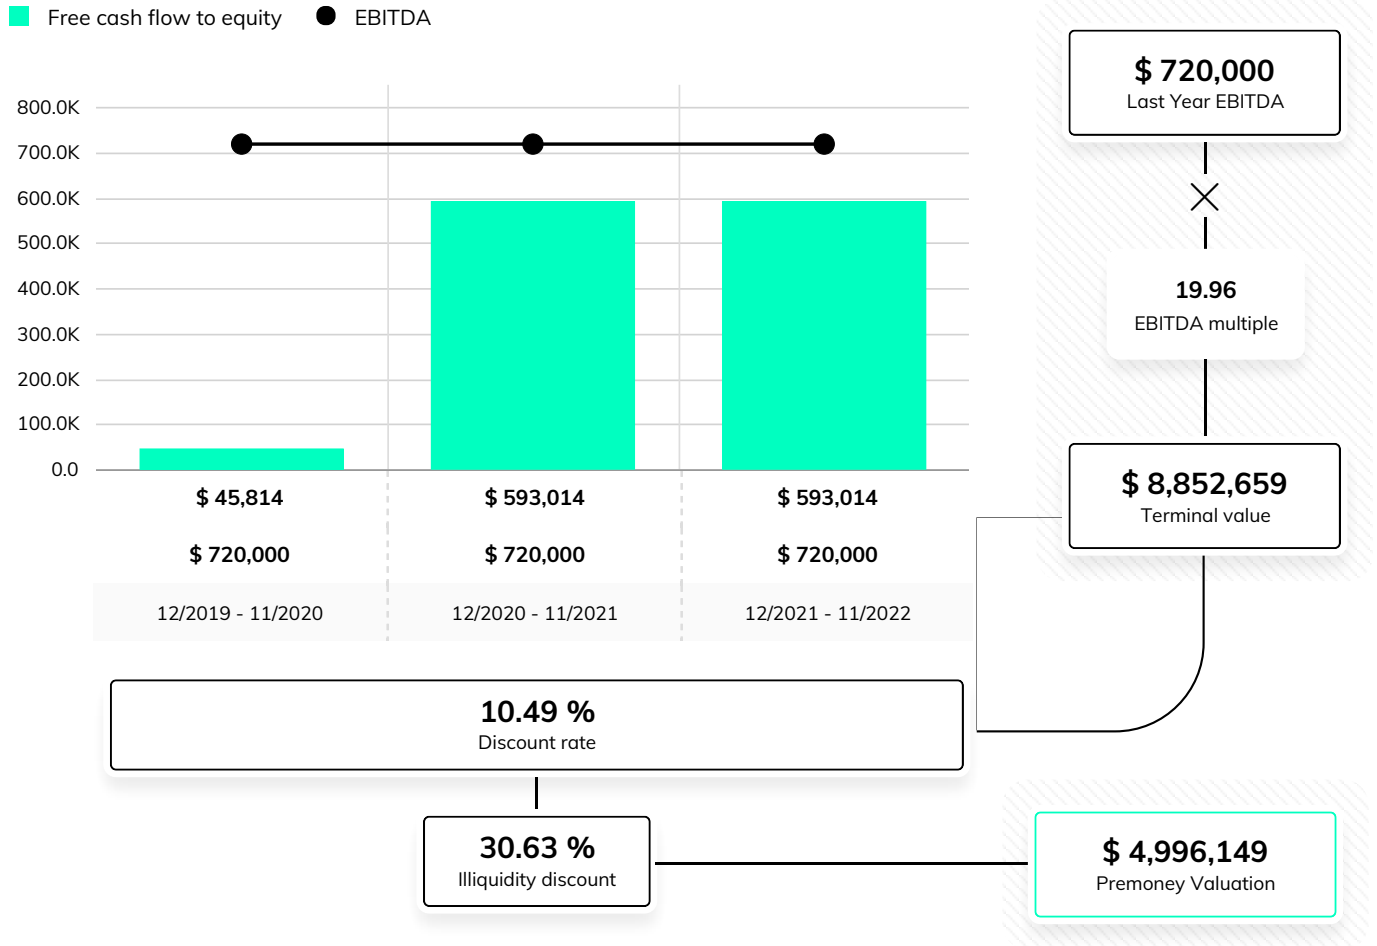 Free cash flow to equity
EBITDA
800.0K
700.0K
600.0K
500.0K
400.0K
300.0K
200.0K
100.0K
0.0
$ 45,814
$ 593,014
$ 593,014
$ 720,000
$ 720,000
$ 720,000
12/2019 - 11/2020
12/2020 - 11/2021
12/2021 - 11/2022
$ 720,000
Last Year EBITDA
19.96
EBITDA multiple
$ 8,852,659
Terminal value
10.49 %
Discount rate
30.63 %
Illiquidity discount
$ 4,996,149
Premoney Valuation